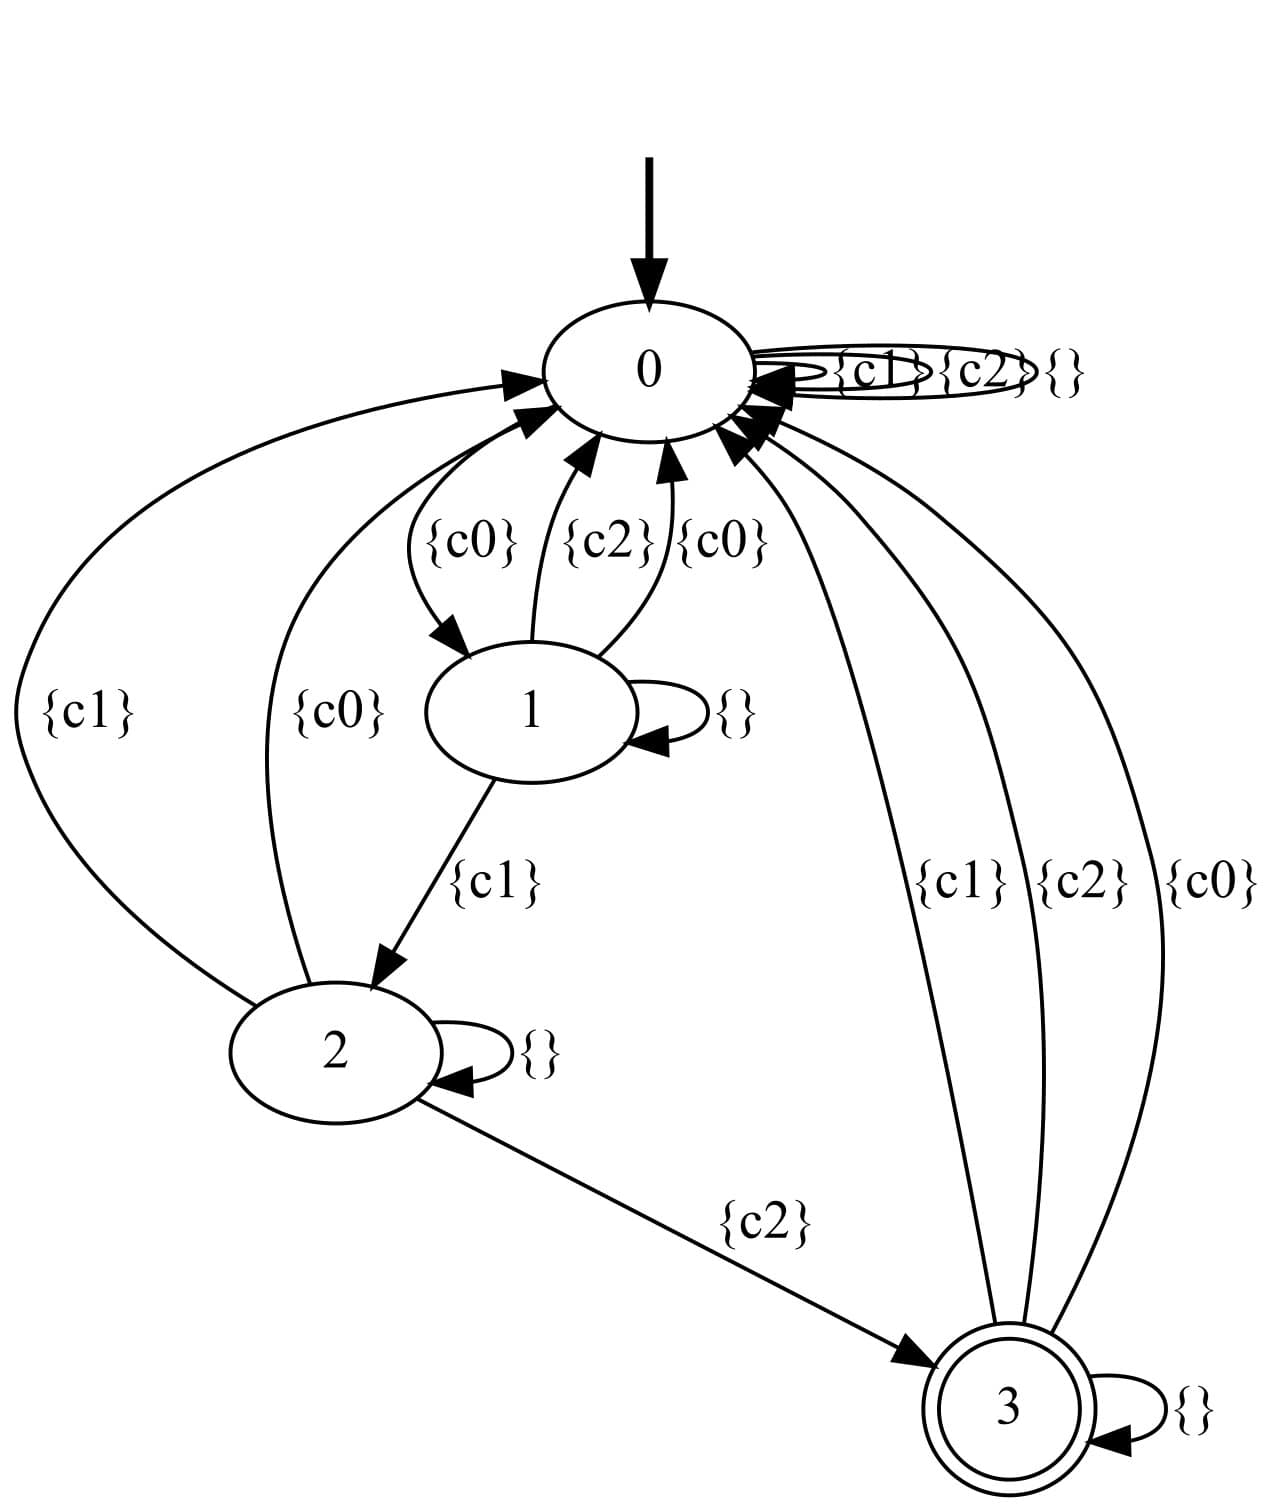 0
{c1} {c2} {}
{c0} {c2} {c0}
{c1} {c0} 1 {}
{c1} {c1} {c2} {c0}
2 {}
{c2}
3 {}